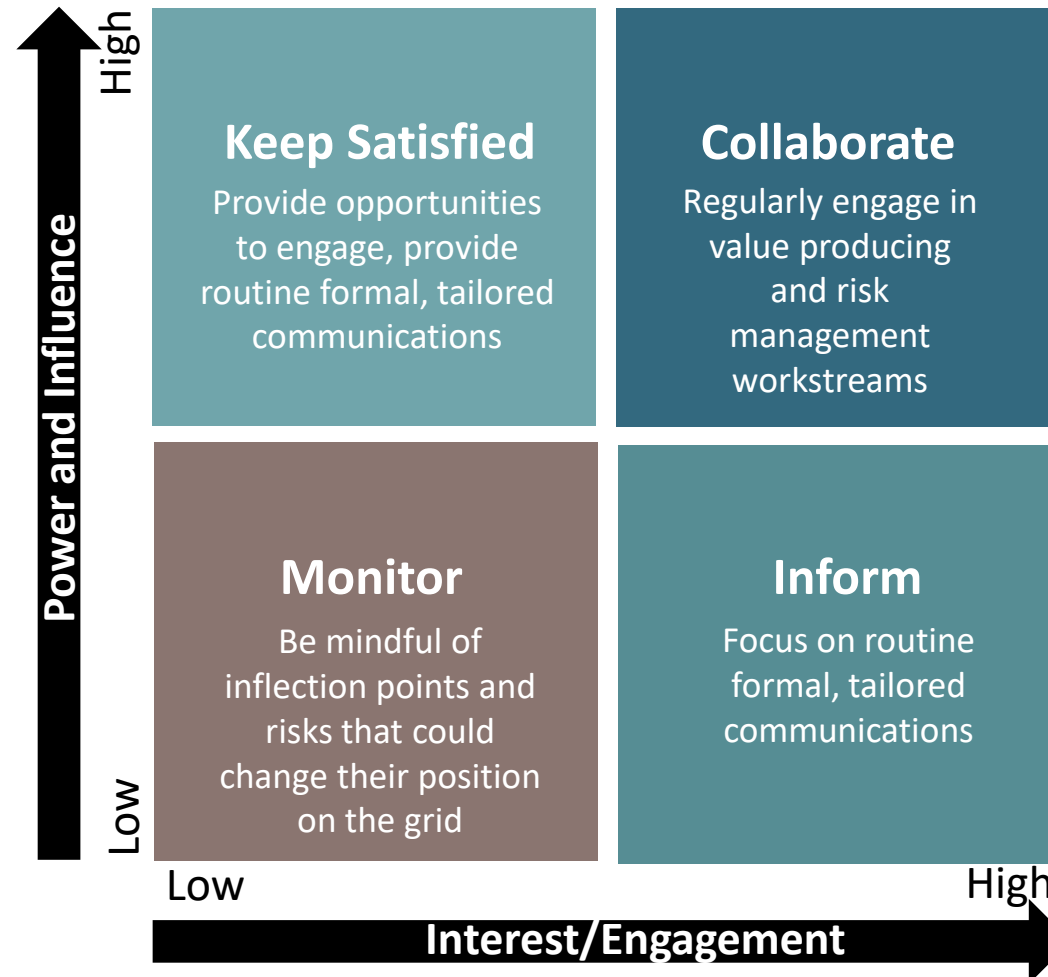 High
Power and Influence
Low
Keep Satisfied
Provide opportunities
to engage, provide
routine formal, tailored
communications
Collaborate
Regularly engage in
value producing
and risk
management
workstreams
Monitor
Be mindful of
inflection points and
risks that could
change their position
on the grid
Inform
Focus on routine
formal, tailored
communications
Low
High
Interest/Engagement